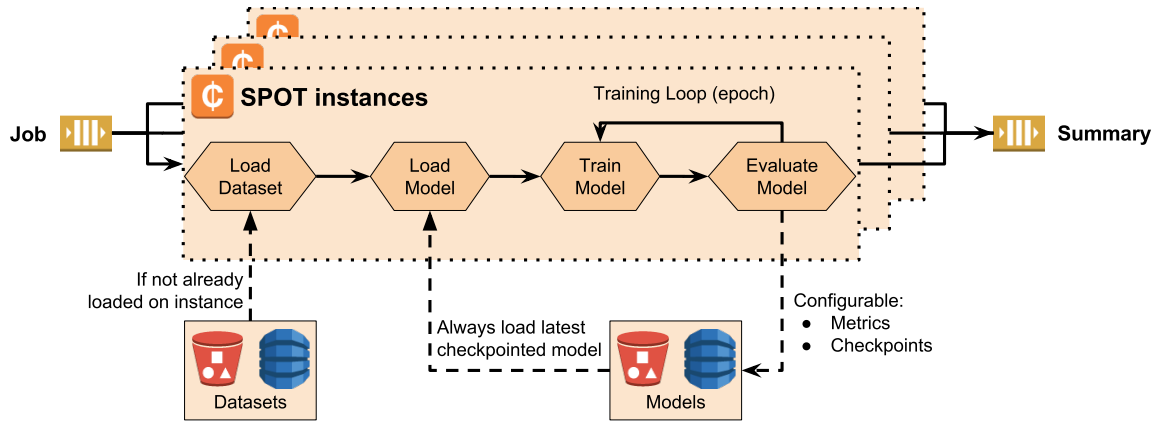 SPOT instances
Training Loop (epoch)
Job
Summary
Load
Dataset
Load
Model
Train
Model
Evaluate
Model
If not already
loaded on instance
Always load latest
checkpointed model
Configurable:
● Metrics
● Checkpoints
Datasets
Models